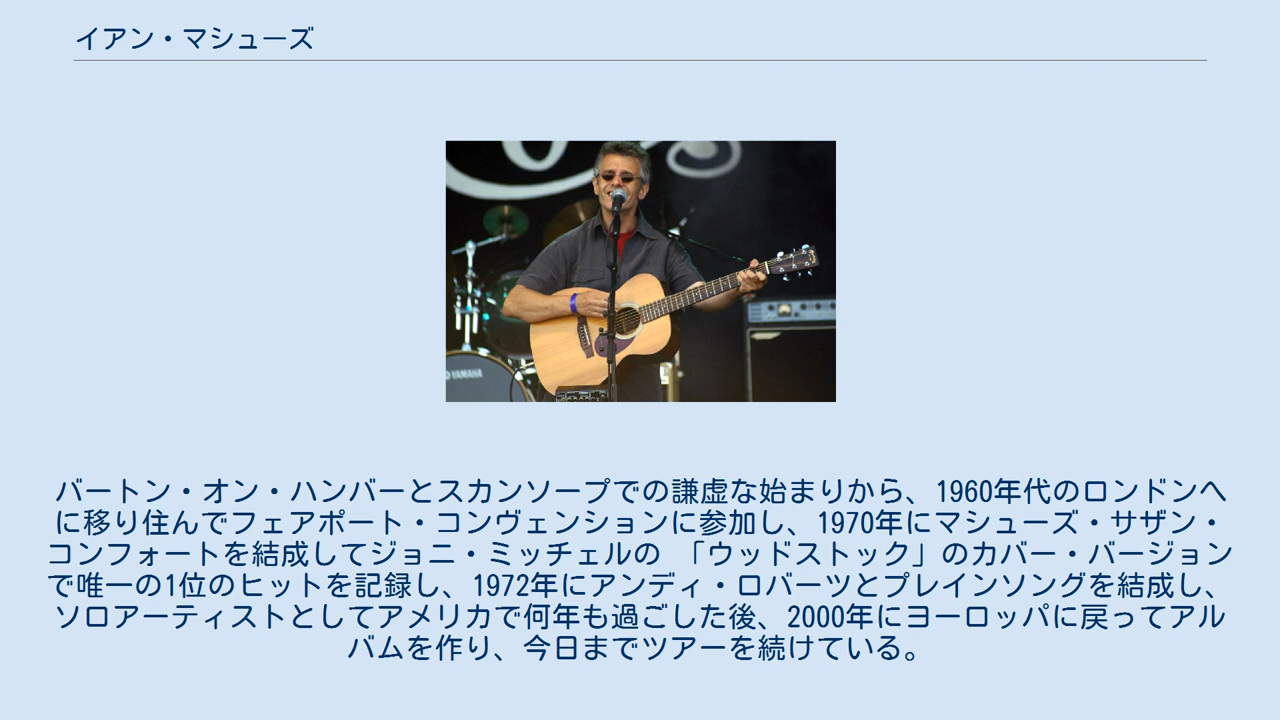 イアン・マシューズ
YAMAHA
バートン・オン・ハンバーとスカンソープでの謙虚な始まりから、1960年代のロンドンへ
に移り住んでフェアポート・コンヴェンションに参加し、1970年にマシューズ・サザン・
コンフォートを結成してジョニ・ミッチェルの 「ウッドストック」のカバー・バージョン
で唯一の1位のヒットを記録し、1972年にアンディ・ロバーツとプレインソングを結成し、
ソロアーティストとしてアメリカで何年も過ごした後、2000年にヨーロッパに戻ってアル
バムを作り、今日までツアーを続けている。